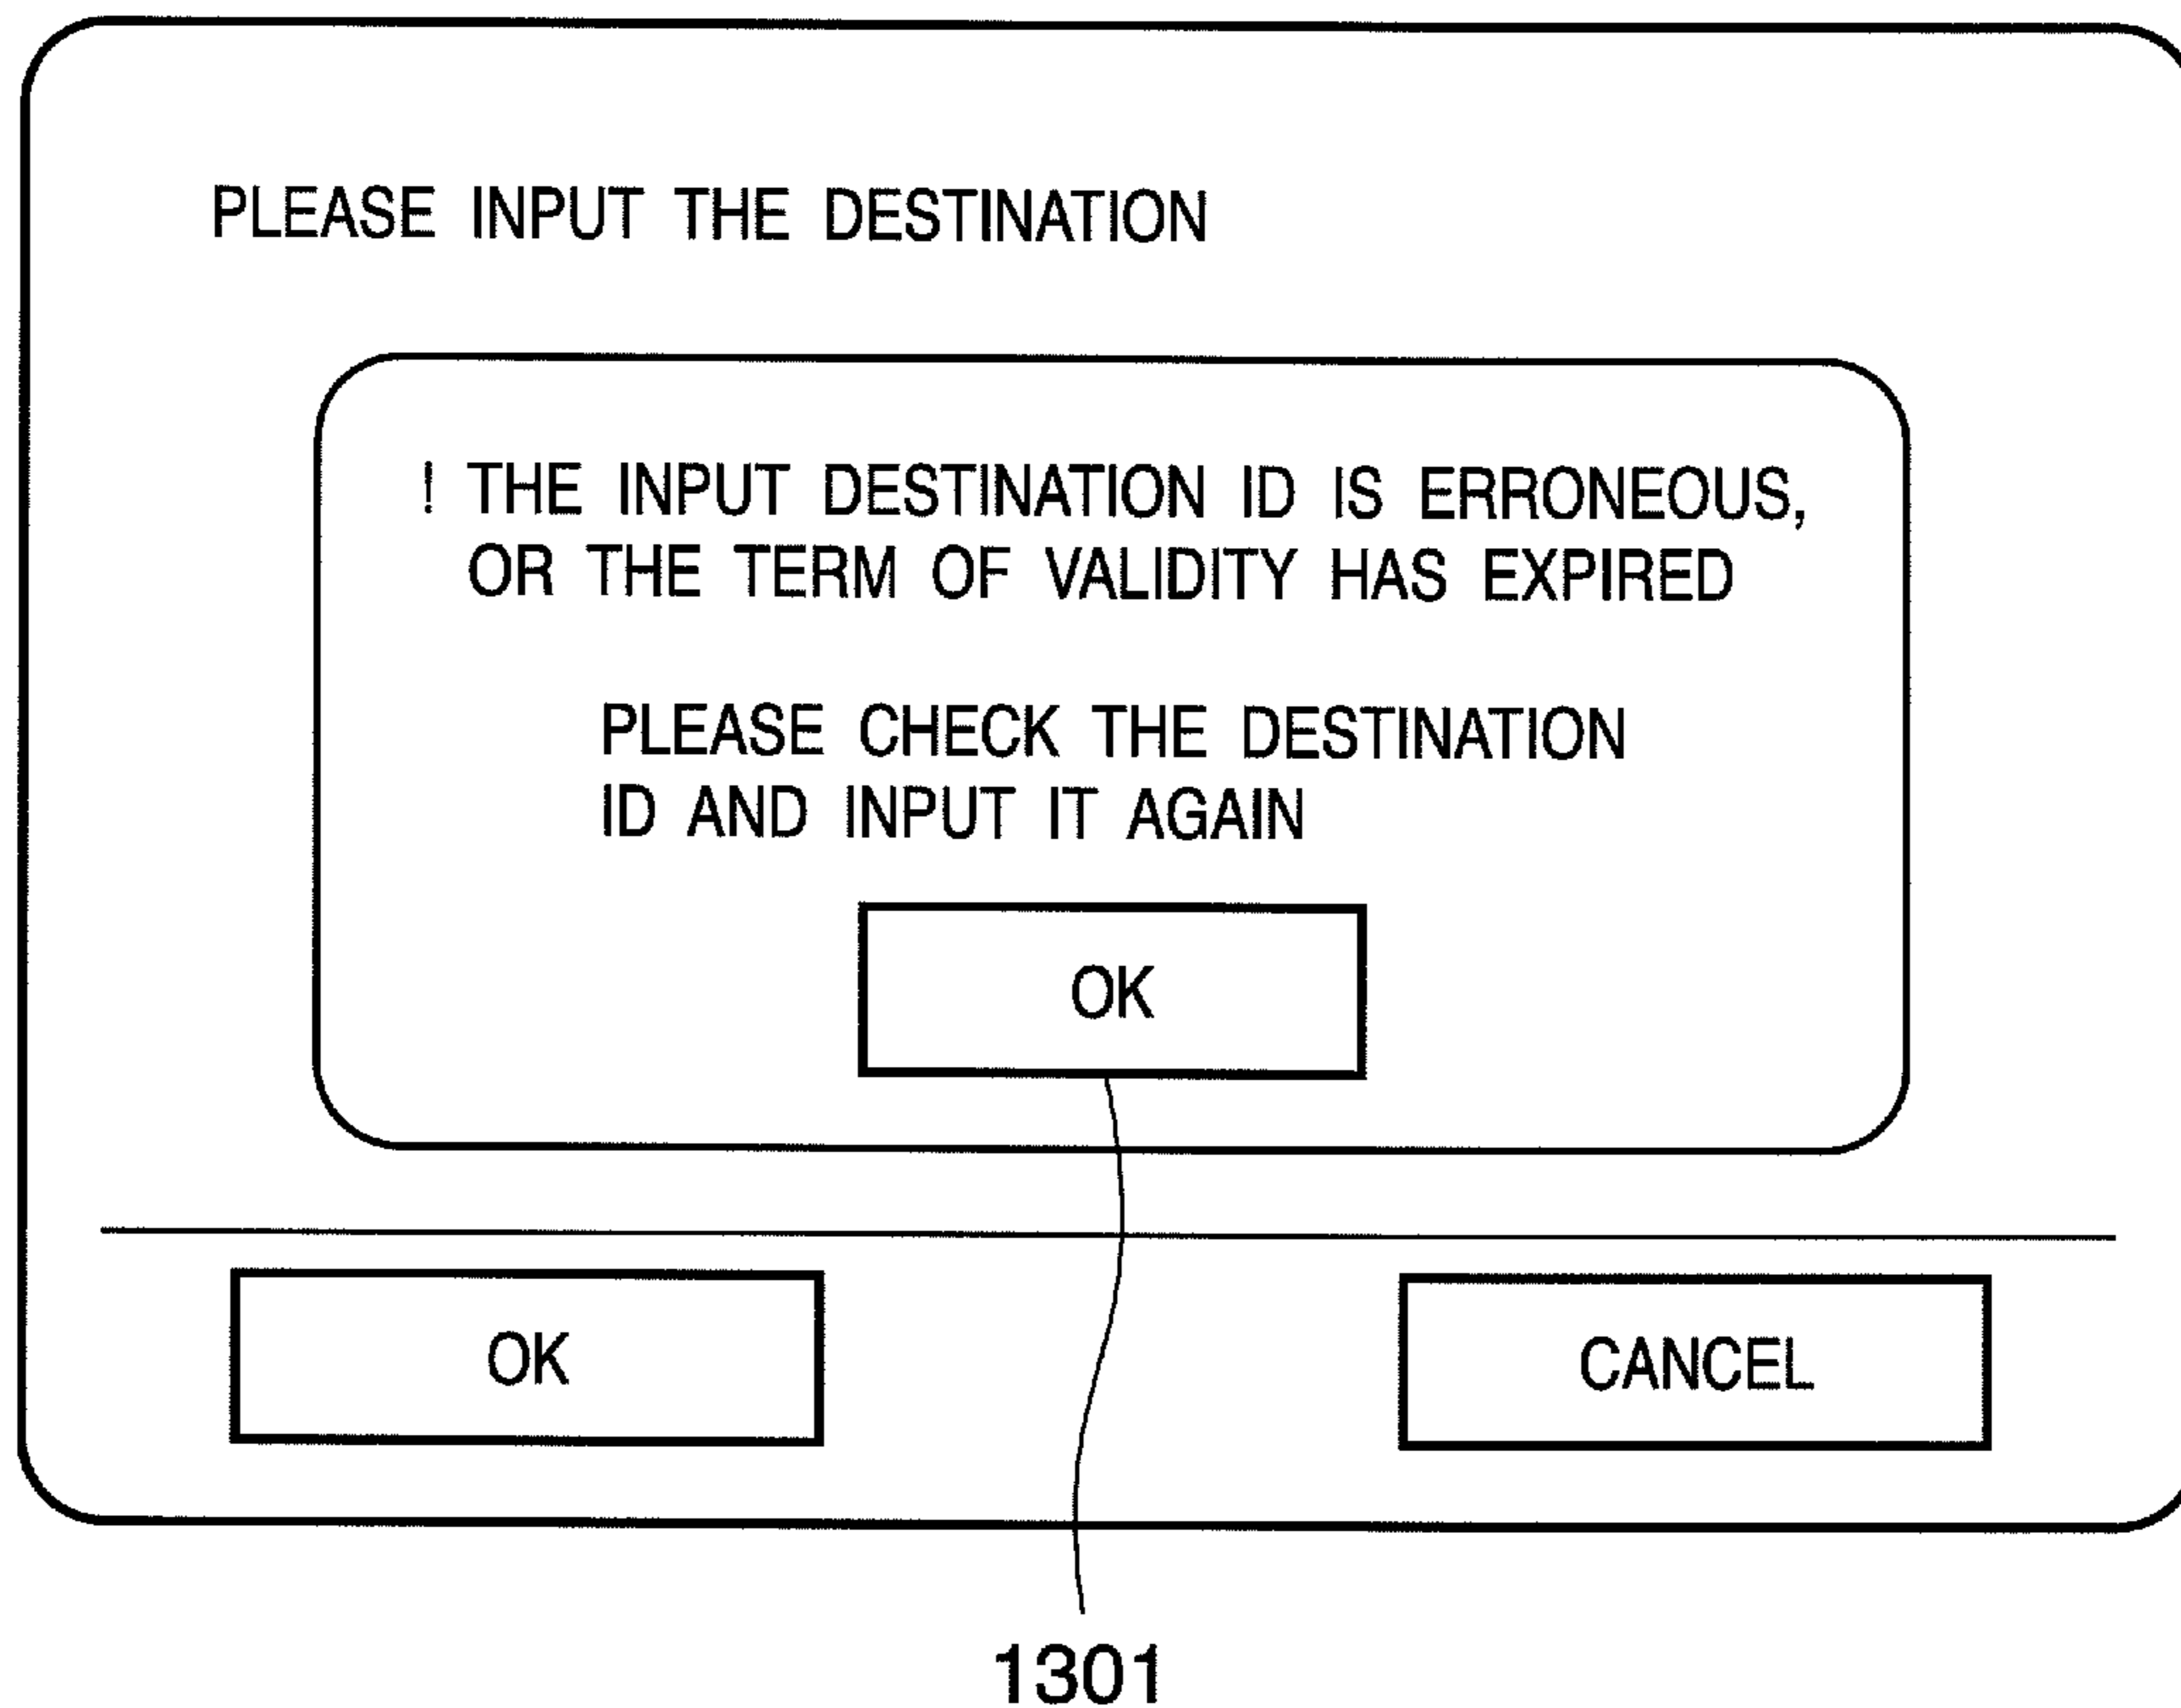 PLEASE INPUT THE DESTINATION
! THE INPUT DESTINATION ID IS ERRONEOUS,
OR THE TERM OF VALIDITY HAS EXPIRED
PLEASE CHECK THE DESTINATION
ID AND INPUT IT AGAIN
OK
OK
CANCEL
1301